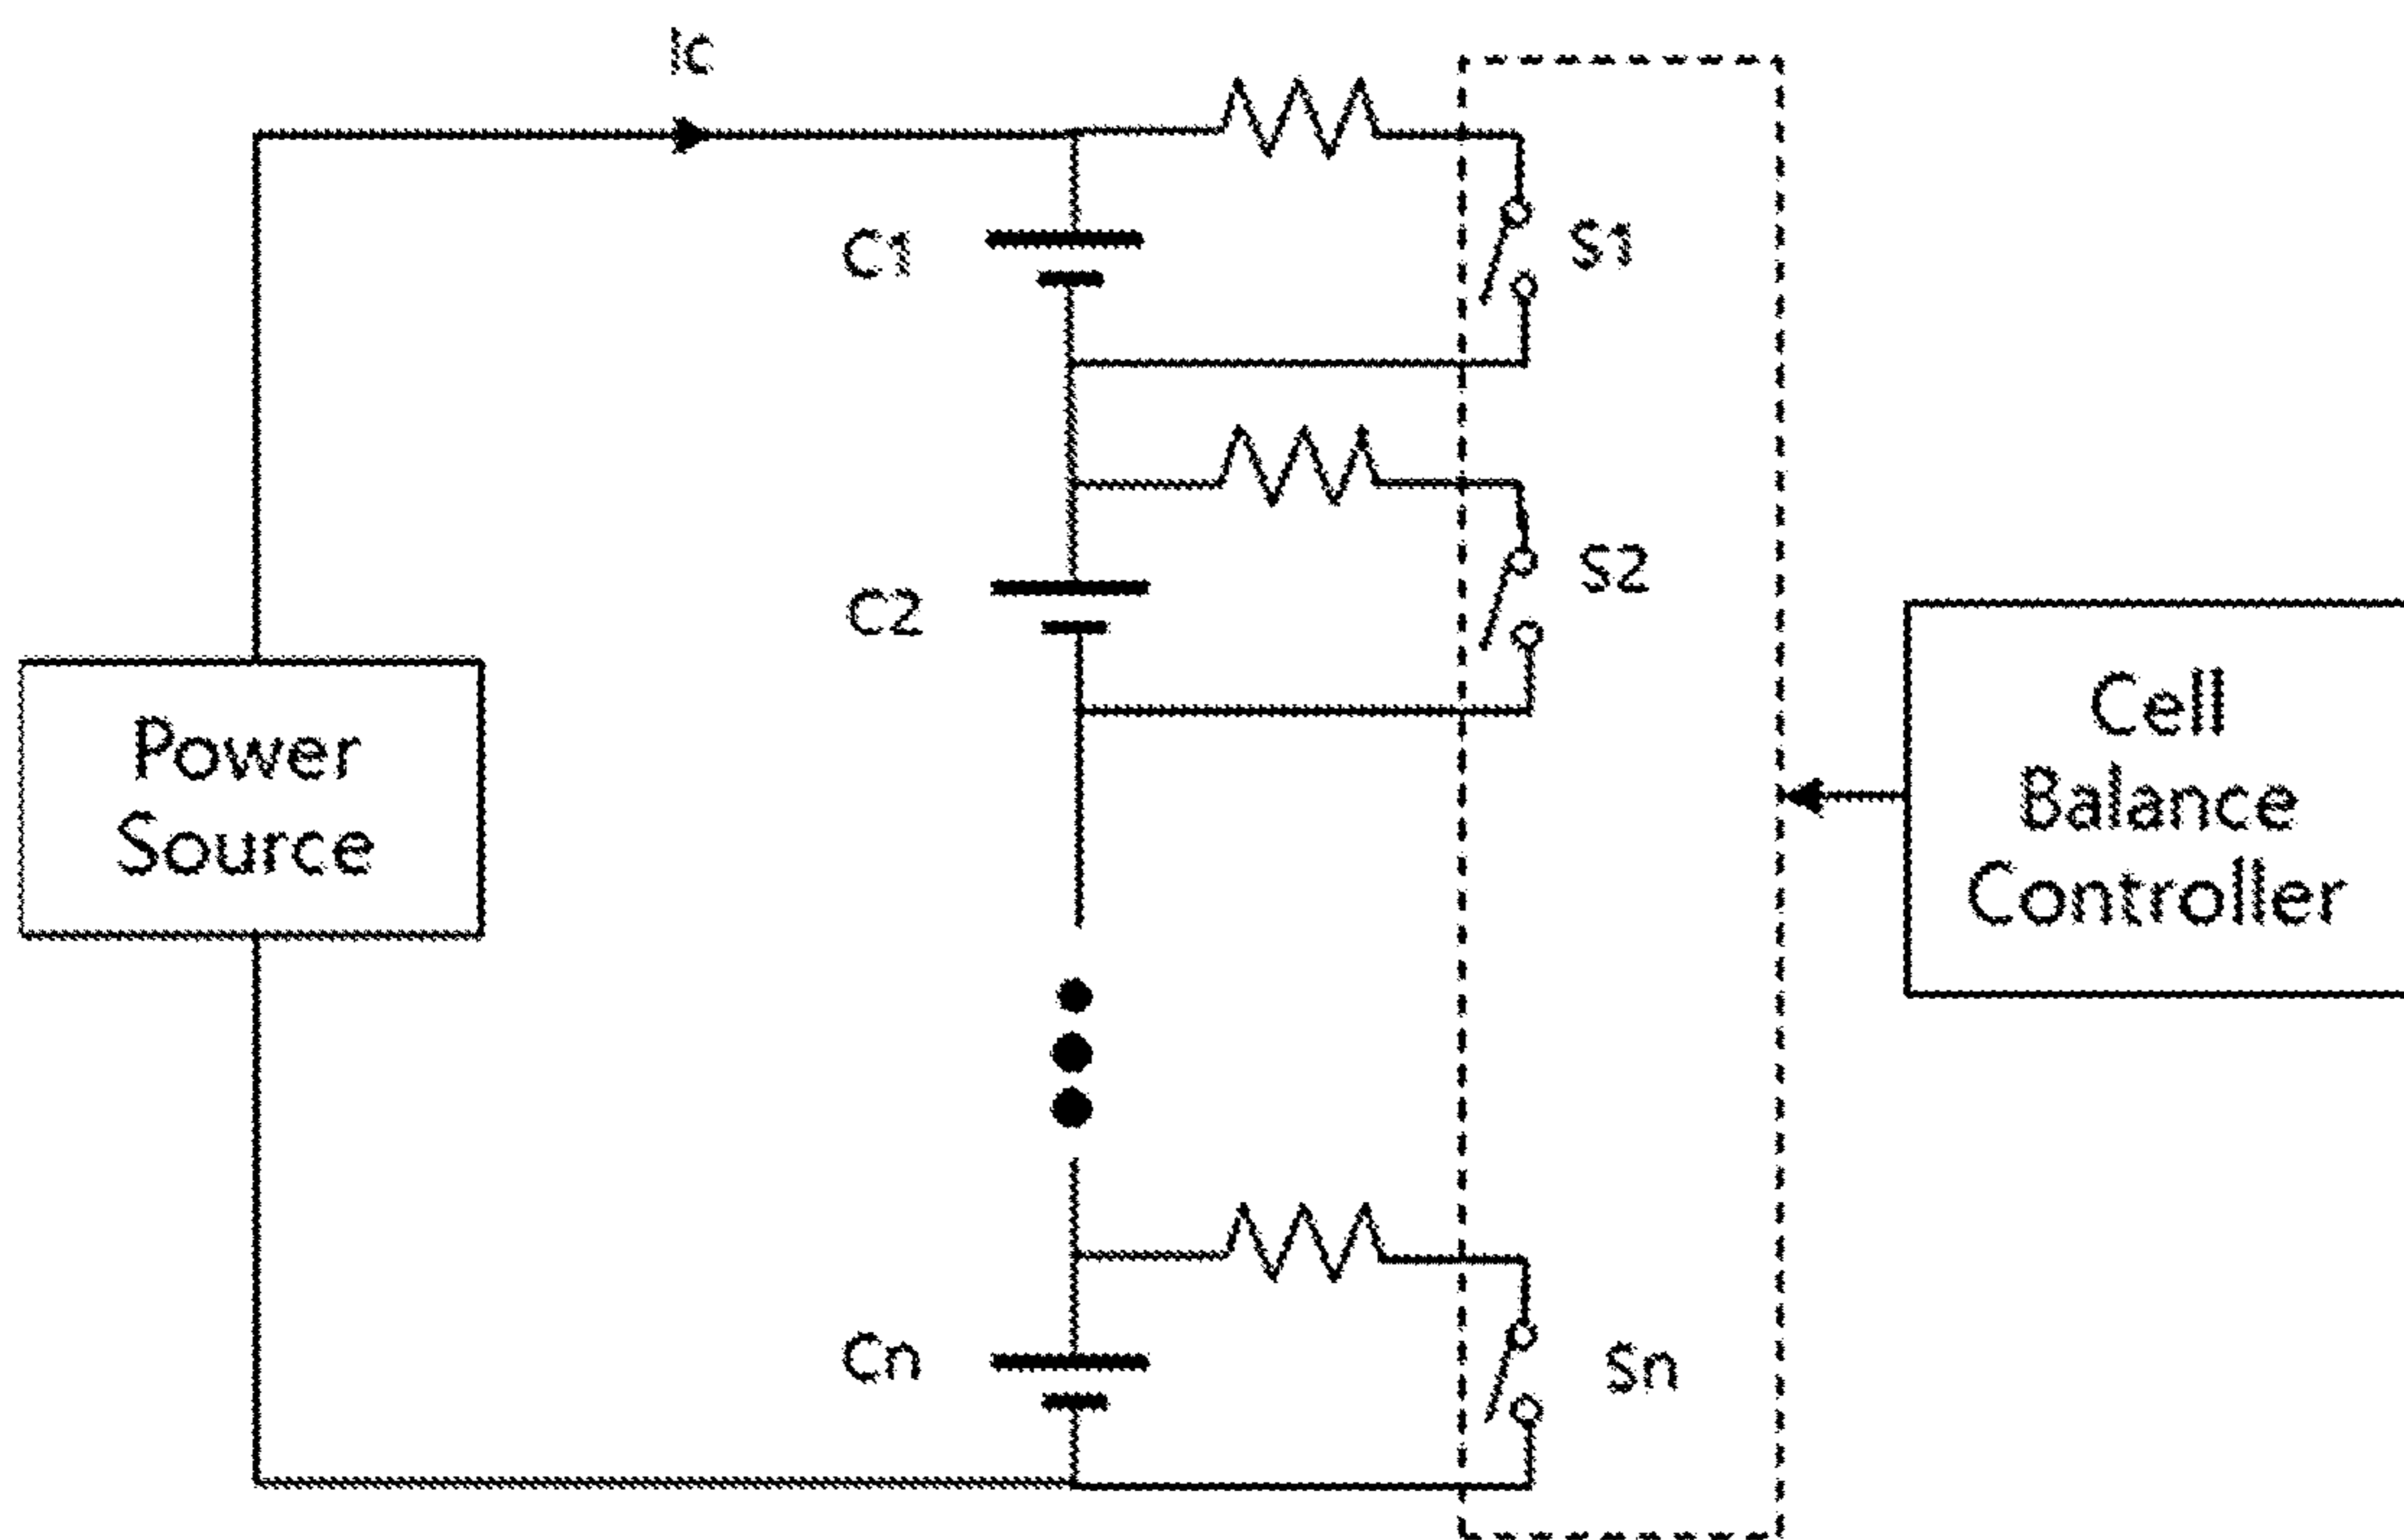 Ic
C1
S1
C2
S2
Power
Source
Cell
Balance
Controller
Cn
Sn